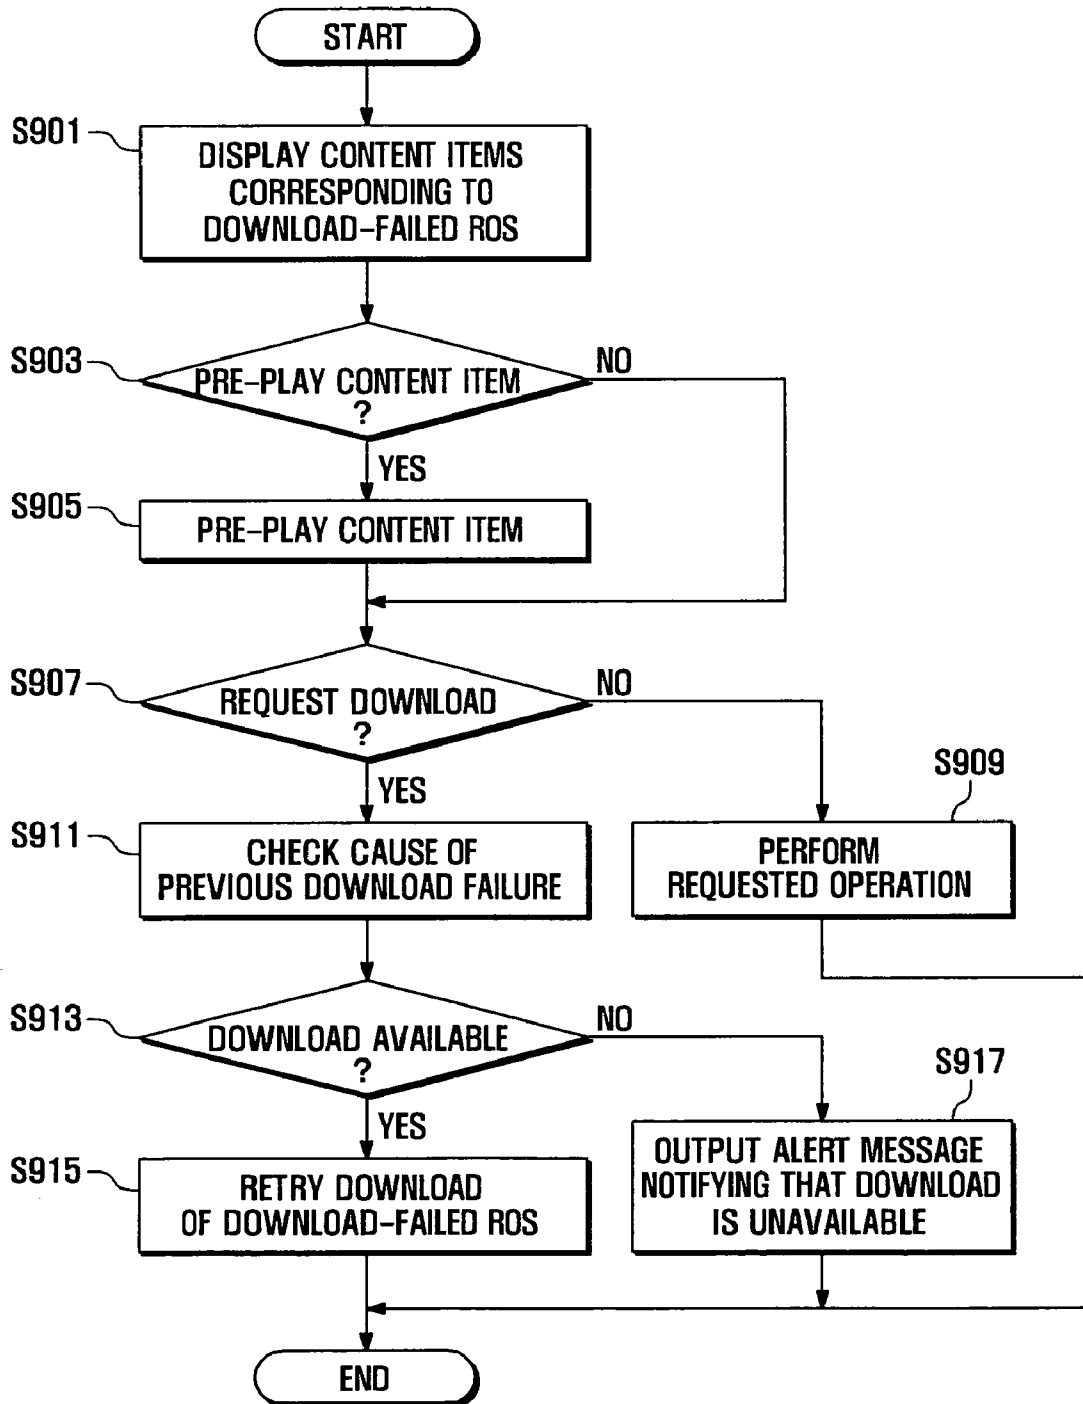 START
S901
DISPLAY CONTENT ITEMS
CORRESPONDING TO
DOWNLOAD-FAILED ROS
S903
PRE-PLAY CONTENT ITEM
?
NO
YES
S905
PRE-PLAY CONTENT ITEM
S907
REQUEST DOWNLOAD
?
NO
YES
S909
PERFORM
REQUESTED OPERATION
S911
CHECK CAUSE OF
PREVIOUS DOWNLOAD FAILURE
S913
DOWNLOAD AVAILABLE
?
NO
YES
S917
OUTPUT ALERT MESSAGE
NOTIFYING THAT DOWNLOAD
IS UNAVAILABLE
S915
RETRY DOWNLOAD
OF DOWNLOAD-FAILED ROS
END